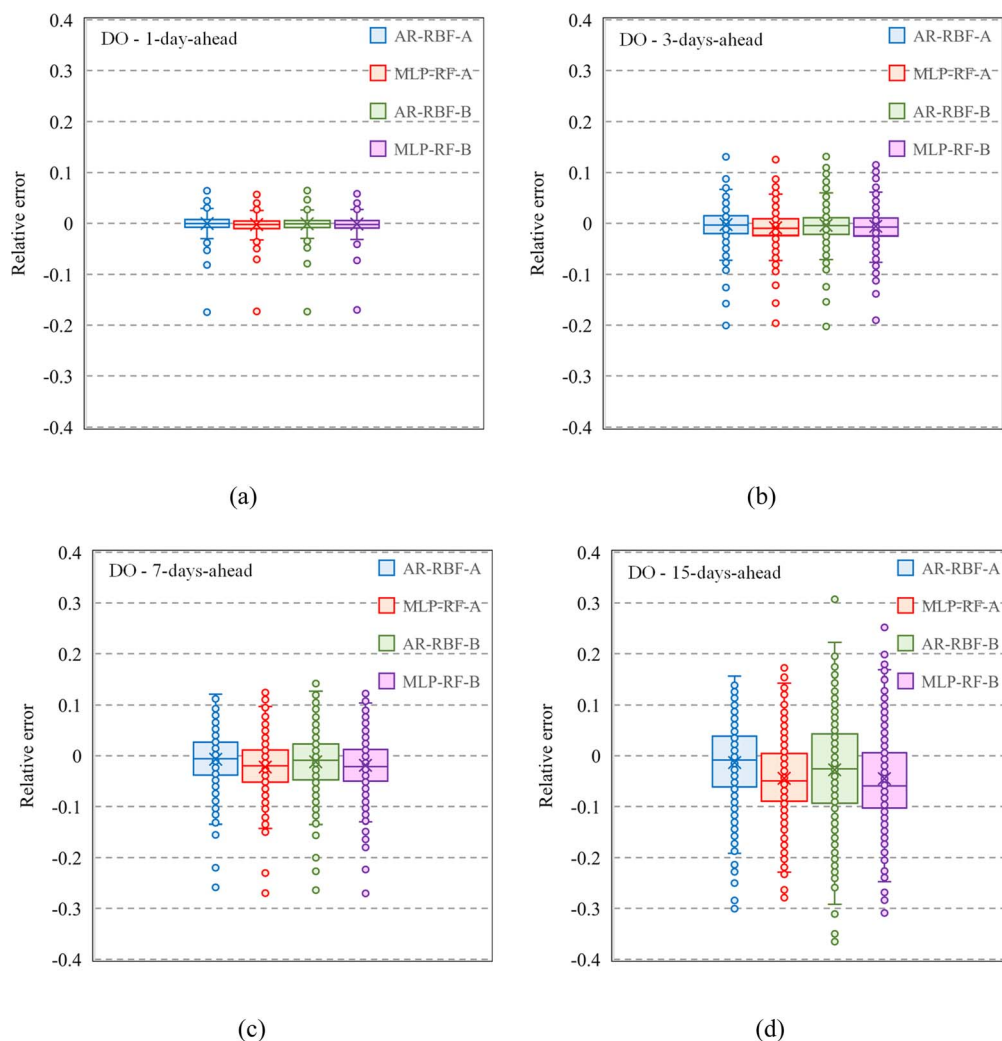 0.4
DO - 1-day-ahead
AR-RBF-A
0.3
MLP-RF-A
0.2
AR-RBF-B
0.1
MLP-RF-B
0
-0.1
-0.2
-0.3
-0.4
Relative error
(a)
0.4
DO - 3-days-ahead
AR-RBF-A
0.3
MLP-RF-A
0.2
AR-RBF-B
0.1
MLP-RF-B
0
-0.1
-0.2
-0.3
-0.4
Relative error
(b)
0.4
DO - 7-days-ahead
AR-RBF-A
0.3
MLP-RF-A
0.2
AR-RBF-B
0.1
MLP-RF-B
0
-0.1
-0.2
-0.3
-0.4
Relative error
(c)
0.4
DO - 15-days-ahead
AR-RBF-A
0.3
MLP-RF-A
0.2
AR-RBF-B
0.1
MLP-RF-B
0
-0.1
-0.2
-0.3
-0.4
Relative error
(d)